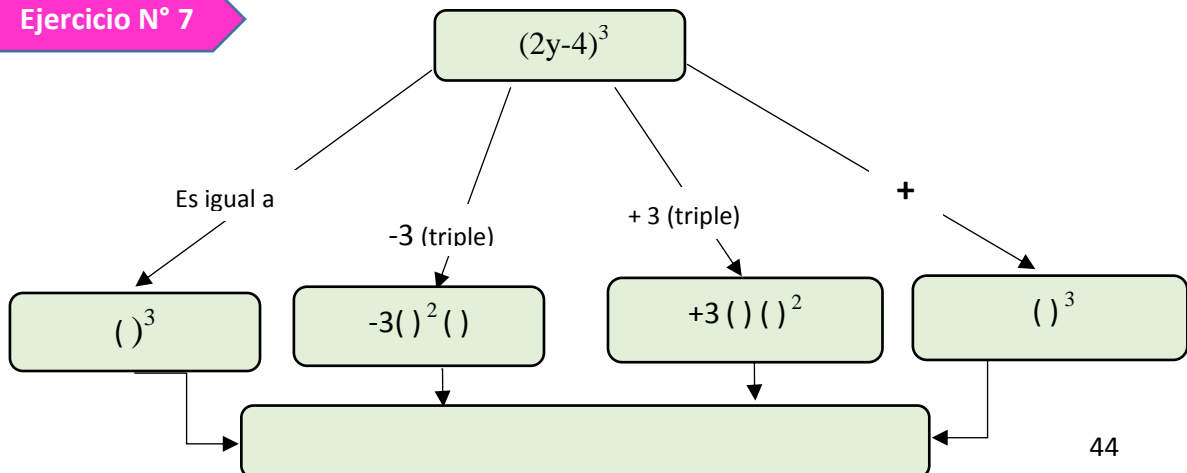 Ejercicio N° 7
(2y-4)³
Es igual a
-3 (triple)
+ 3 (triple)
+
( )³
-3( )² ( )
+3 ( ) ( )²
( )³
44